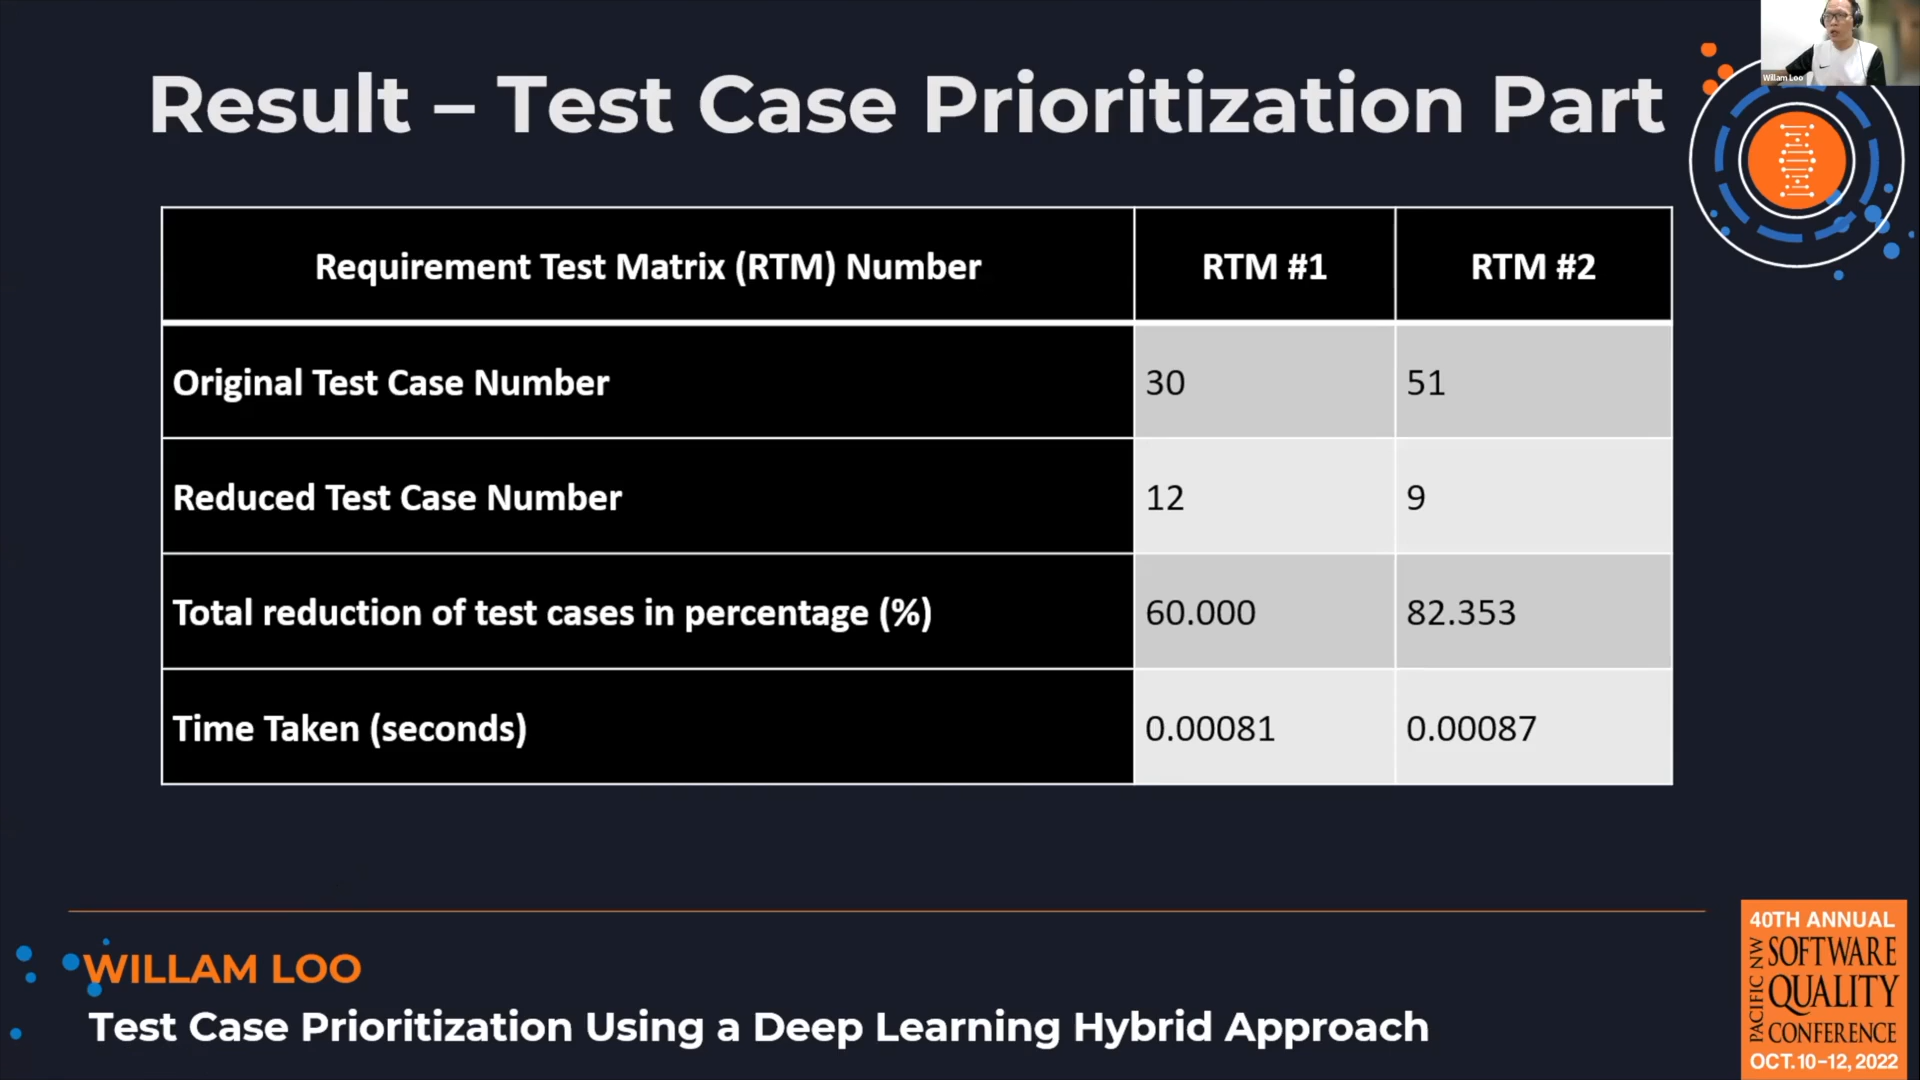 Willam Loo
Result – Test Case Prioritization Part
Requirement Test Matrix (RTM) Number RTM #1 RTM #2
Original Test Case Number 30 51
Reduced Test Case Number 12 9
Total reduction of test cases in percentage (%) 60.000 82.353
Time Taken (seconds) 0.00081 0.00087
WILLAM LOO
Test Case Prioritization Using a Deep Learning Hybrid Approach
40TH ANNUAL
PACIFIC NW
SOFTWARE
QUALITY
CONFERENCE
OCT. 10–12, 2022